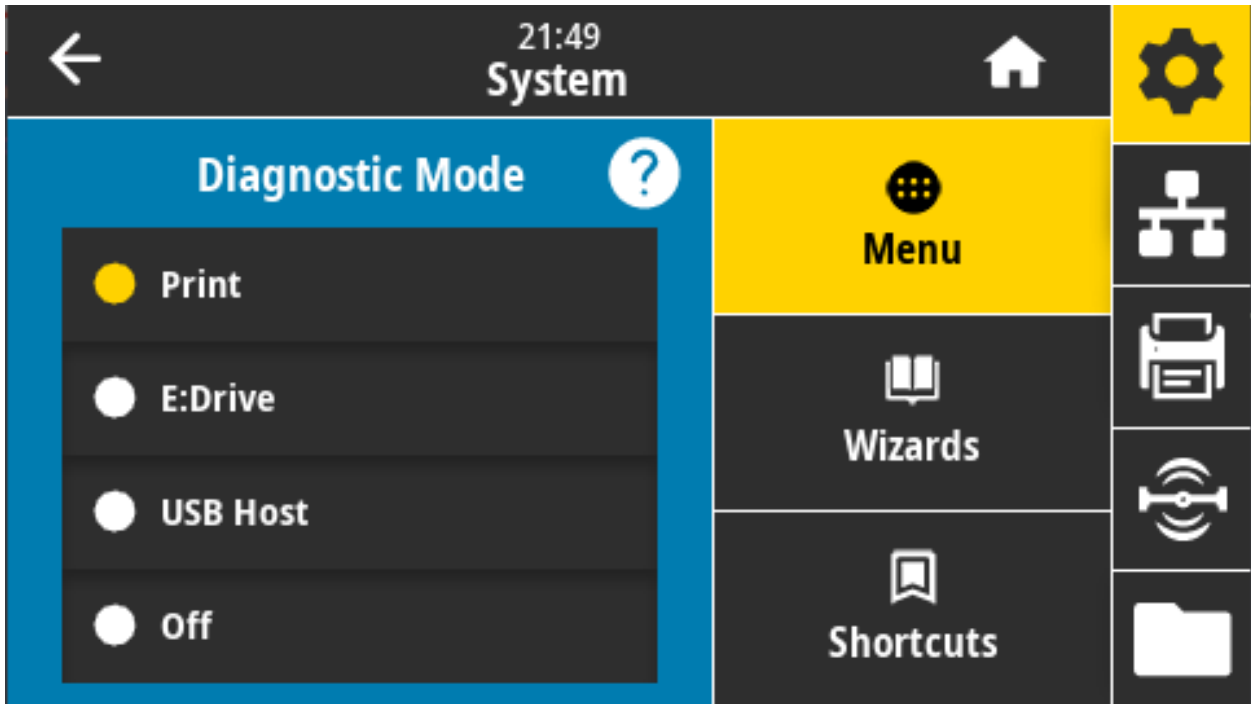 21:49
System
Diagnostic Mode
?
Print
E:Drive
USB Host
Off
Menu
Wizards
Shortcuts